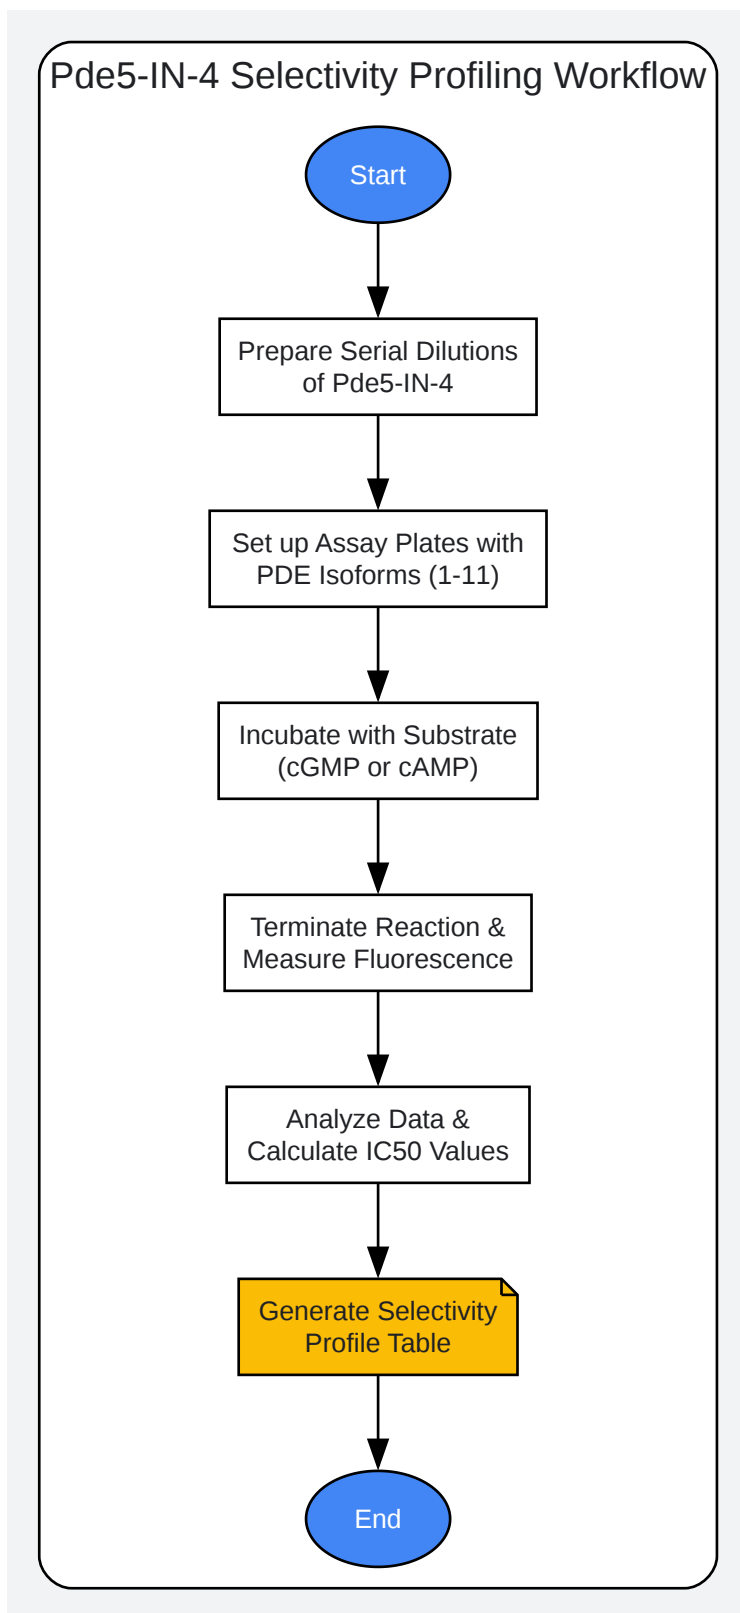 Pde5-IN-4 Selectivity Profiling Workflow
Start
Prepare Serial Dilutions
of Pde5-IN-4
Set up Assay Plates with
PDE Isoforms (1-11)
Incubate with Substrate
(cGMP or cAMP)
Terminate Reaction &
Measure Fluorescence
Analyze Data &
Calculate IC50 Values
Generate Selectivity
Profile Table
End